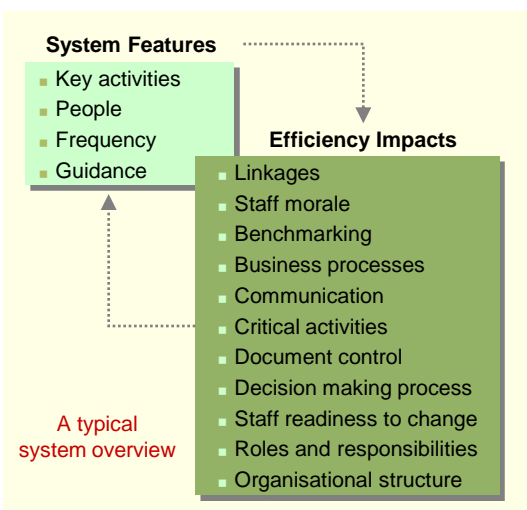 System Features
Key activities
People
Frequency
Guidance
Efficiency Impacts
Linkages
Staff morale
Benchmarking
Business processes
Communication
Critical activities
Document control
Decision making process
Staff readiness to change
Roles and responsibilities
Organisational structure
A typical
system overview